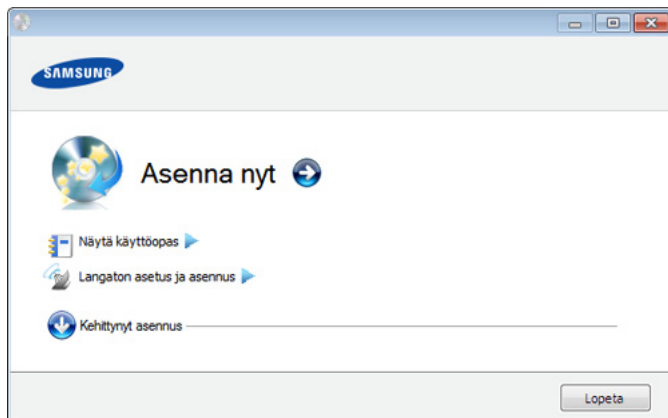 SAMSUNG
Asenna nyt
Näytä käyttöopas
Langaton asetus ja asennus
Kehittynyt asennus
Lopeta